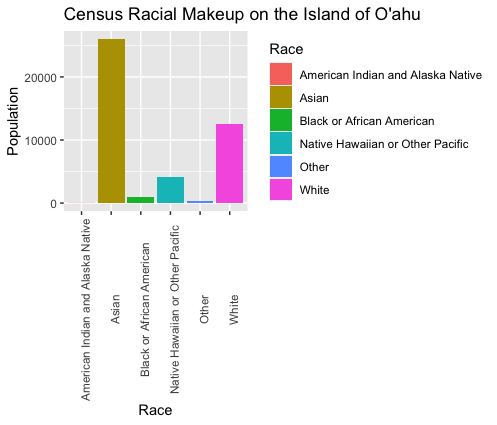 Census Racial Makeup on the Island of O'ahu
Population
20000
10000
0
American Indian and Alaska Native
Asian
Black or African American
Native Hawaiian or Other Pacific
Other
White
Race
Race
American Indian and Alaska Native
Asian
Black or African American
Native Hawaiian or Other Pacific
Other
White